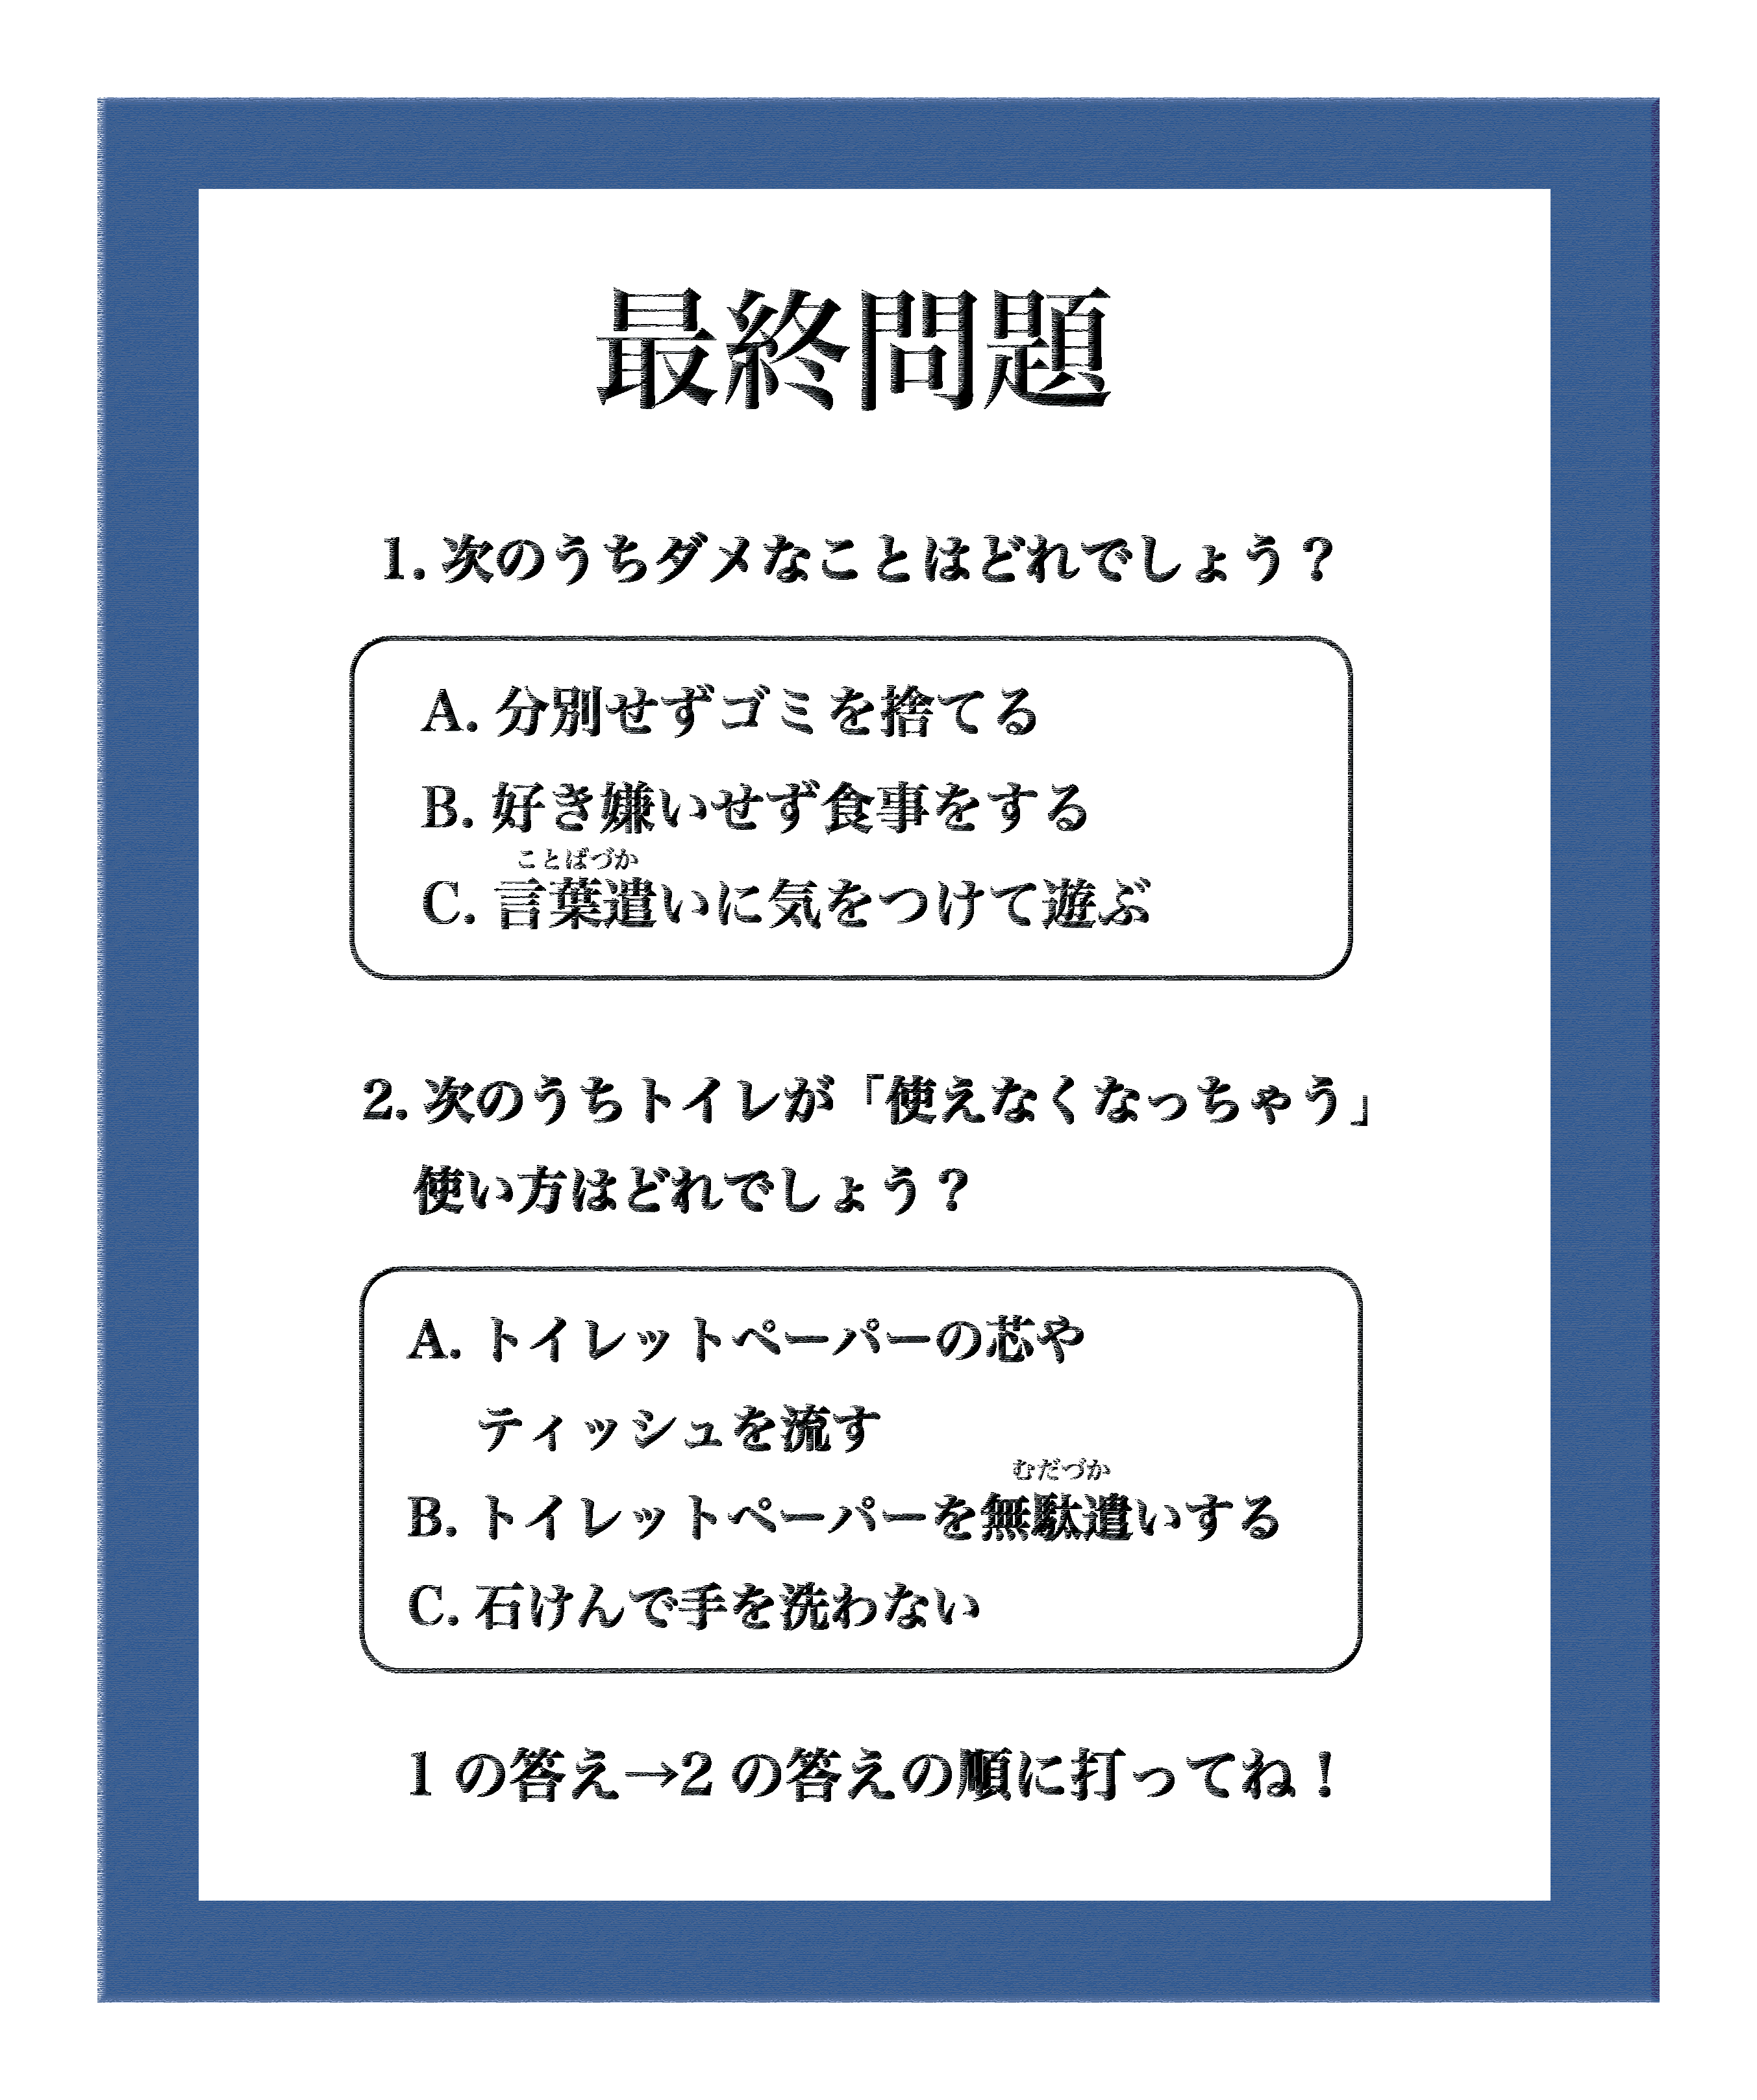 最終問題
1. 次のうちダメなことはどれでしょう？
A. 分別せずゴミを捨てる
B. 好き嫌いせず食事をする
ことばづか
C. 言葉遣いに気をつけて遊ぶ
2. 次のうちトイレが「使えなくなっちゃう」
使い方はどれでしょう？
A. トイレットペーパーの芯や
ティッシュを流す
むだづか
B. トイレットペーパーを無駄遣いする
C. 石けんで手を洗わない
1 の答え→2 の答えの順に打ってね！